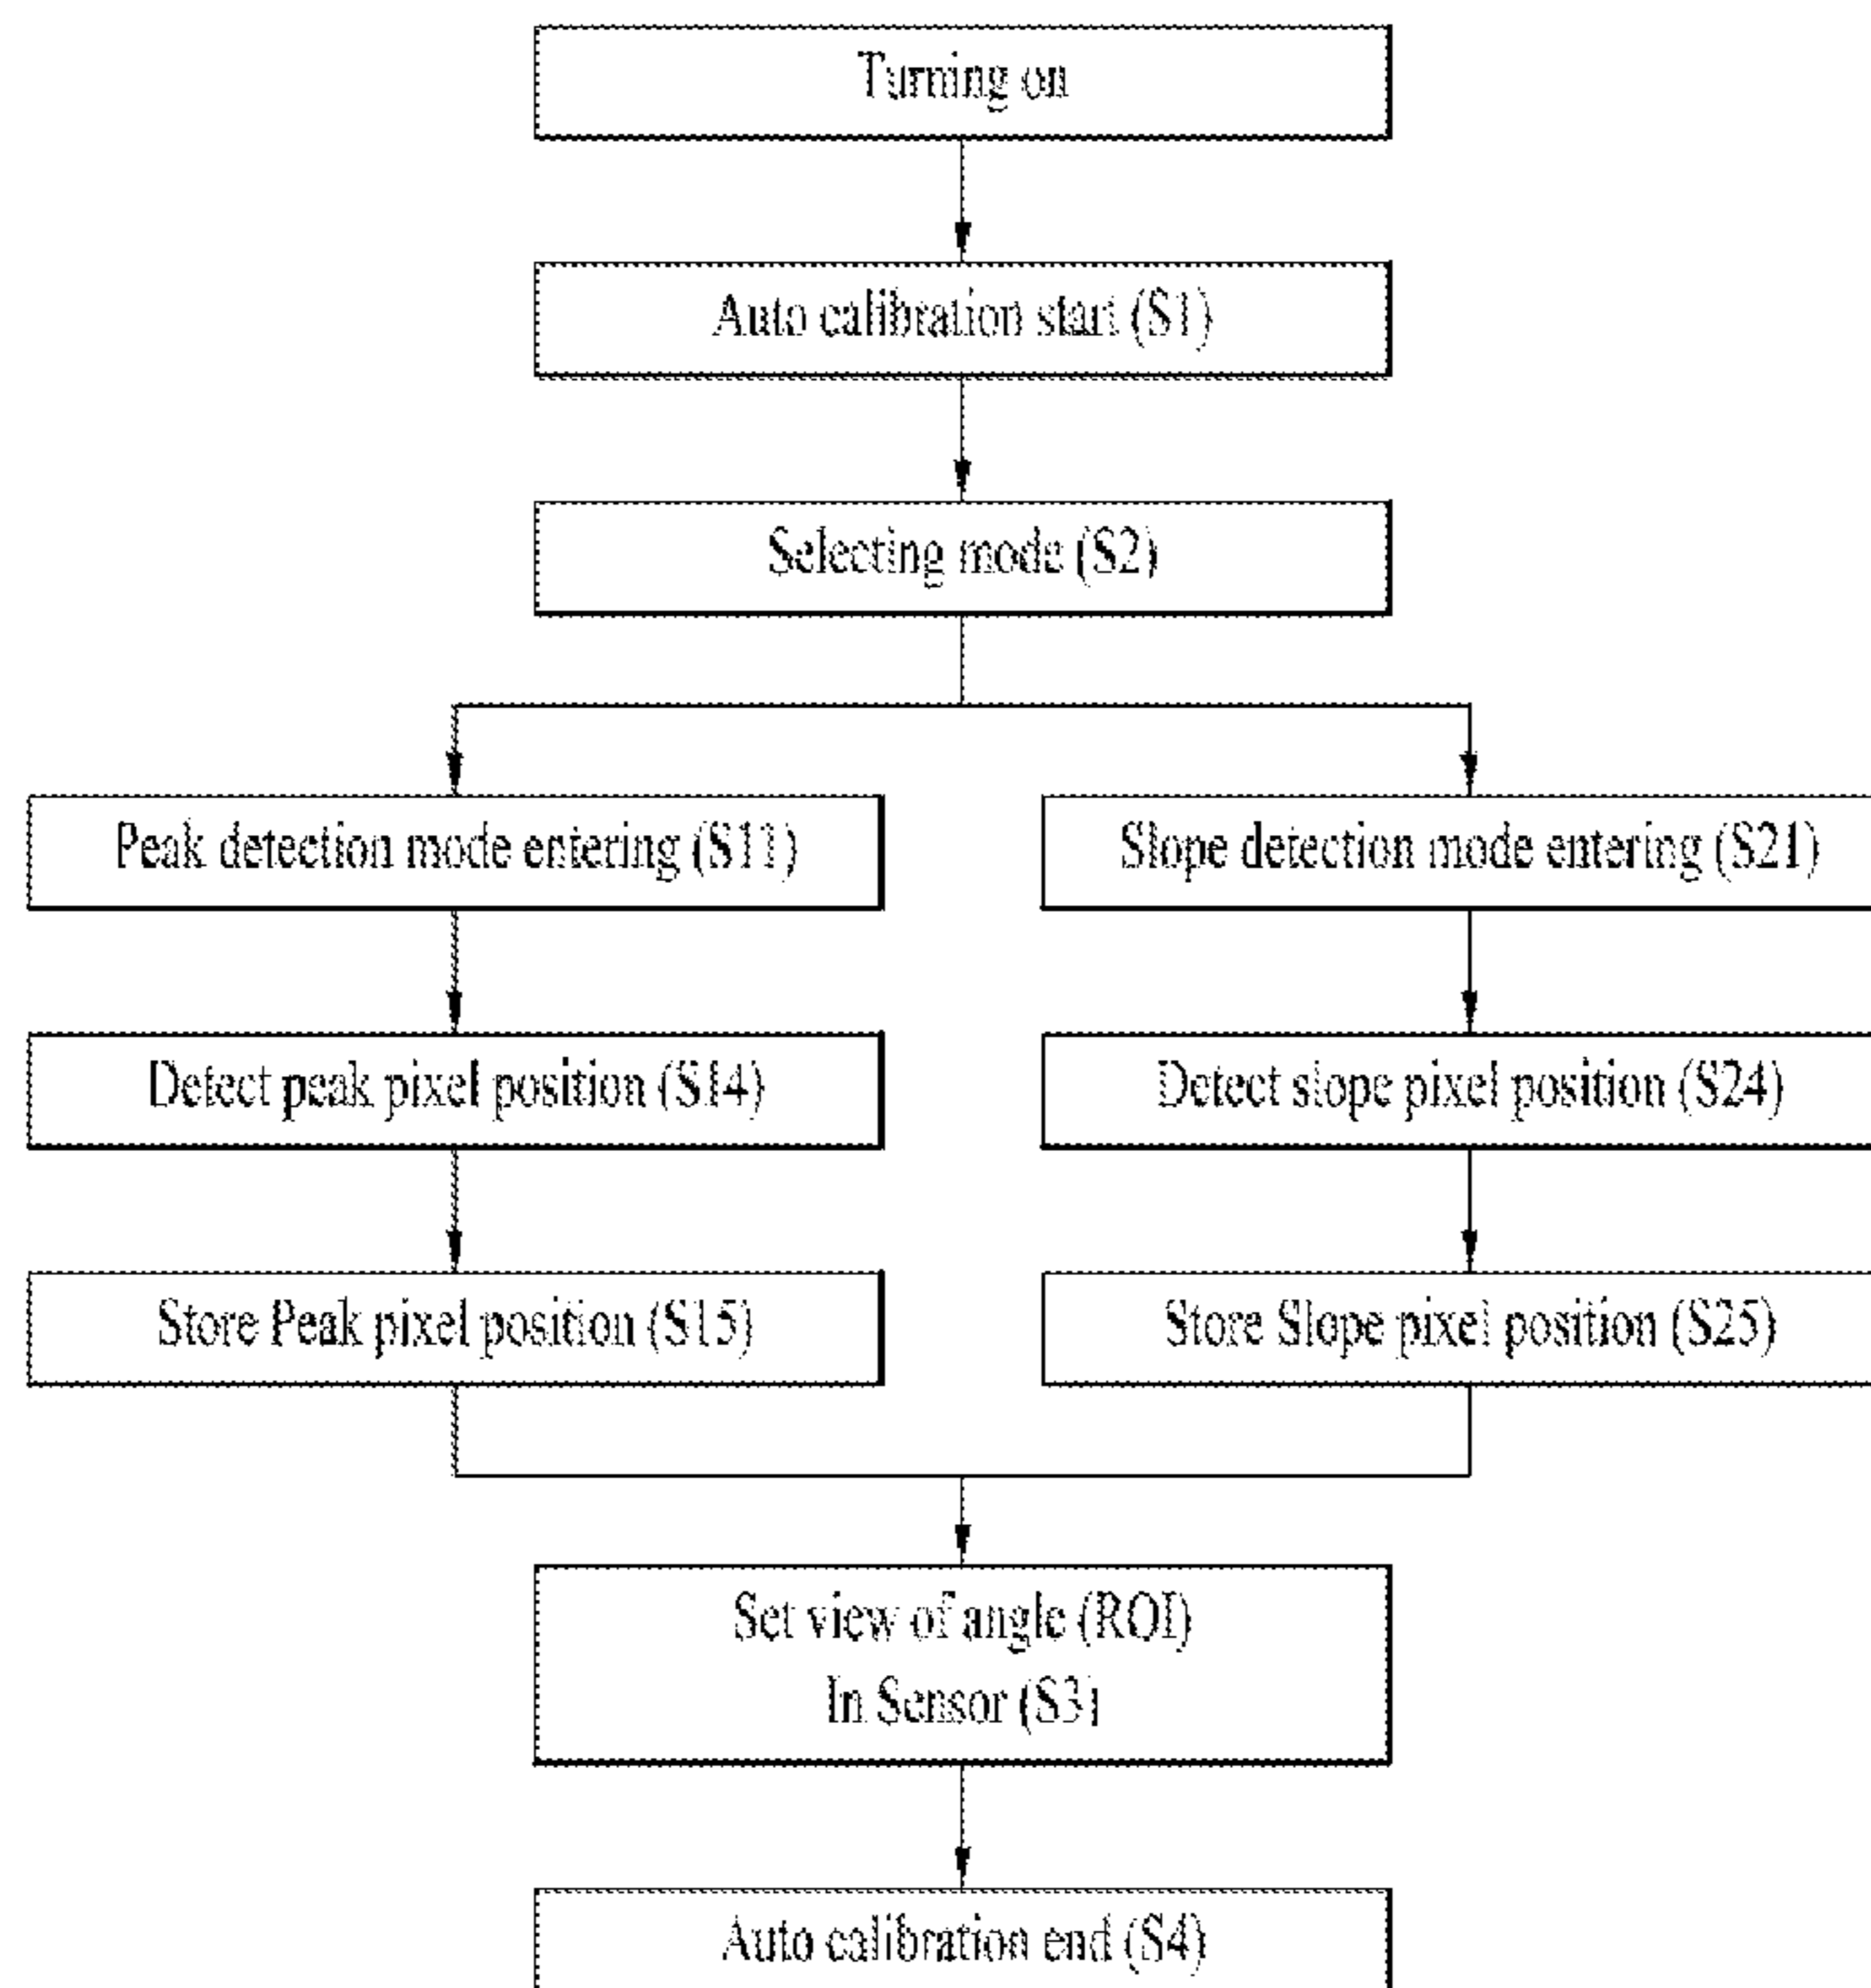 Turning on
Auto calibration start (S1)
Selecting mode (S2)
Peak detection mode entering (S11)
Slope detection mode entering (S21)
Detect peak pixel position (S14)
Detect slope pixel position (S24)
Store Peak pixel position (S15)
Store Slope pixel position (S25)
Set view of angle (ROI)
In Sensor (S3)
Auto calibration end (S4)